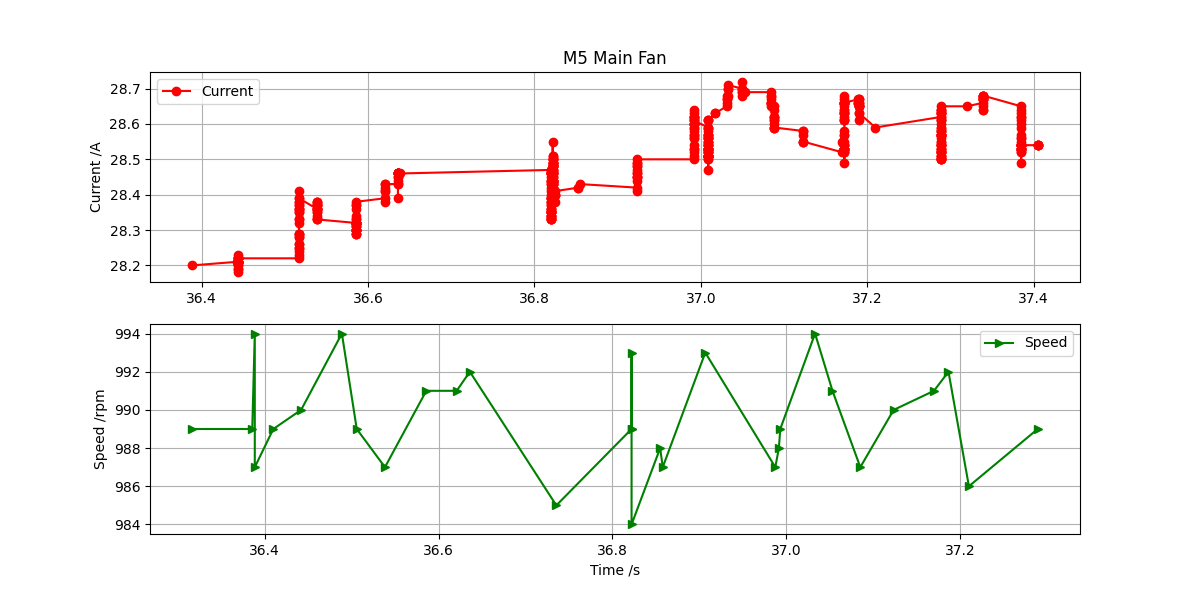 M5 Main Fan
Current /A
28.7
28.6
28.5
28.4
28.3
28.2
Current
36.4 36.6 36.8 37.0 37.2 37.4
Speed /rpm
994
992
990
988
986
984
Speed
36.4 36.6 36.8 37.0 37.2
Time /s